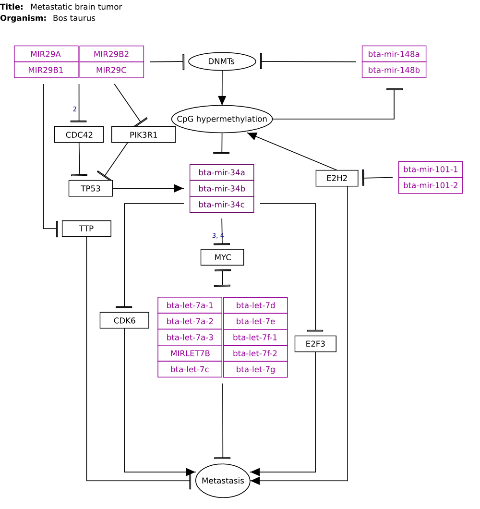 Title: Metastatic brain tumor
Organism: Bos taurus
MIR29A MIR29B2
MIR29B1 MIR29C
DNMTs
bta-mir-148a
bta-mir-148b
2
CpG hypermethylation
CDC42
PIK3R1
bta-mir-34a
bta-mir-34b
bta-mir-34c
TP53
E2H2
bta-mir-101-1
bta-mir-101-2
TTP
3, 4
MYC
bta-let-7a-1 bta-let-7d
bta-let-7a-2 bta-let-7e
bta-let-7a-3 bta-let-7f-1
MIRLET7B bta-let-7f-2
bta-let-7c bta-let-7g
CDK6
E2F3
Metastasis